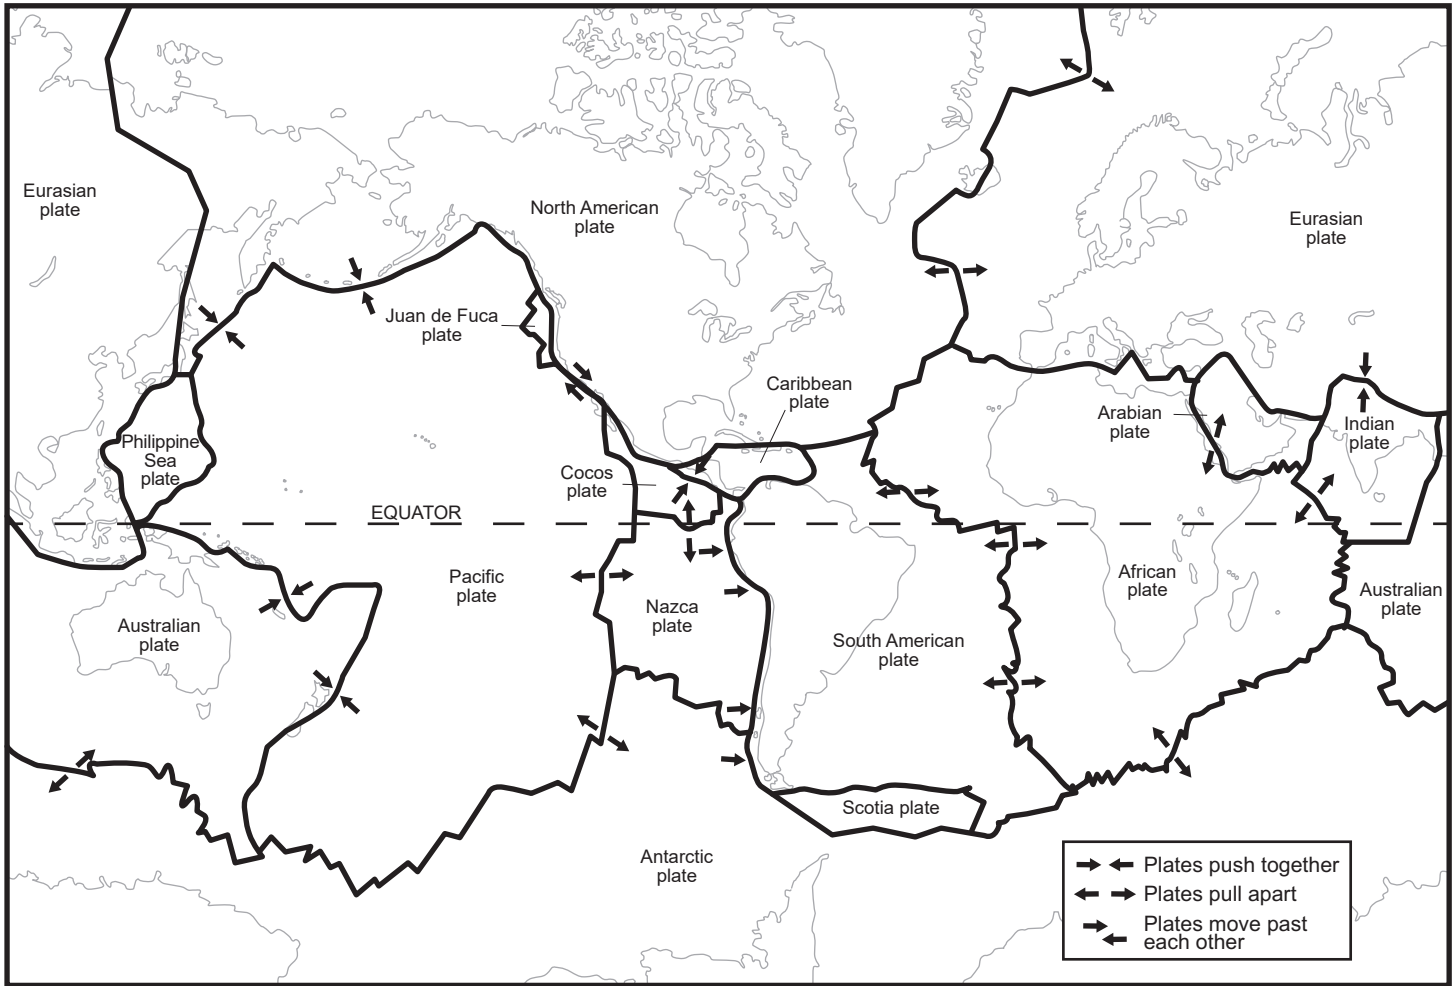 Eurasian
plate
North American
plate
Eurasian
plate
Juan de Fuca
plate
Caribbean
plate
Arabian
plate
Indian
plate
Philippine
Sea
plate
Cocos
plate
EQUATOR
Pacific
plate
Nazca
plate
African
plate
Australian
plate
Australian
plate
South American
plate
Scotia plate
Antarctic
plate
Plates push together
Plates pull apart
Plates move past
each other